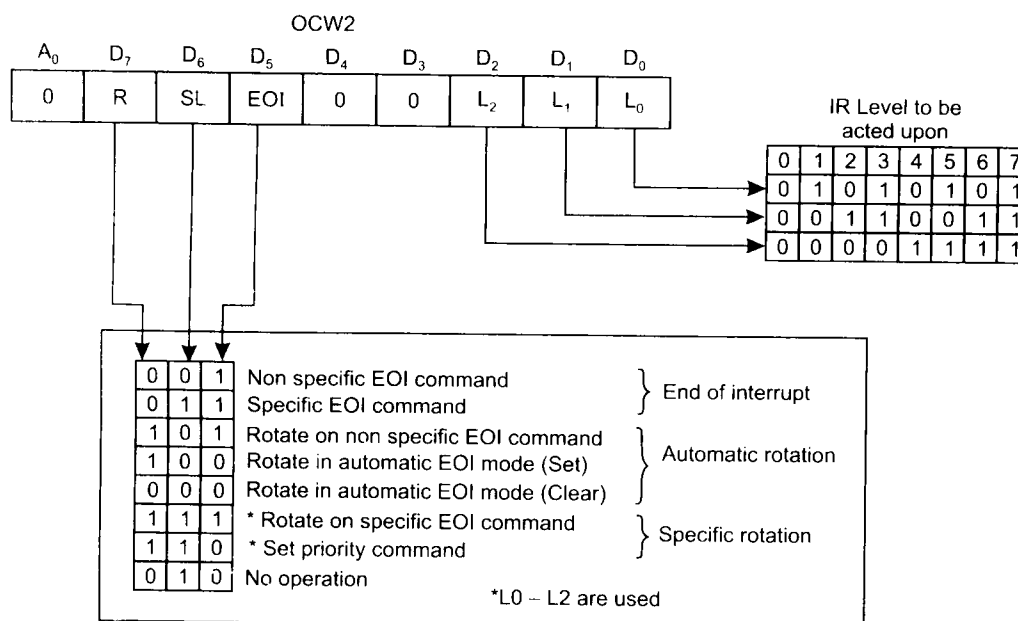 OCW2
A0 D7 D6 D5 D4 D3 D2 D1 D0
0 R SL EOI 0 0 L2 L1 L0
IR Level to be
acted upon
0 1 2 3 4 5 6 7
0 1 0 1 0 1 0 1
0 0 1 1 0 0 1 1
0 0 0 0 1 1 1 1
0 0 1 Non specific EOI command
0 1 1 Specific EOI command
End of interrupt
1 0 1 Rotate on non specific EOI command
1 0 0 Rotate in automatic EOI mode (Set)
0 0 0 Rotate in automatic EOI mode (Clear)
Automatic rotation
1 1 1 * Rotate on specific EOI command
1 1 0 * Set priority command
Specific rotation
0 1 0 No operation
*L0 – L2 are used